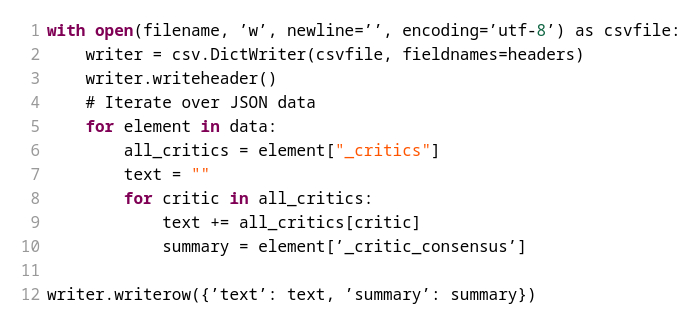 1 with open(filename, ’w’, newline=’’, encoding=’utf-8’) as csvfile:
2     writer = csv.DictWriter(csvfile, fieldnames=headers)
3     writer.writeheader()
4     # Iterate over JSON data
5     for element in data:
6         all_critics = element["_critics"]
7         text = ""
8         for critic in all_critics:
9             text += all_critics[critic]
10             summary = element[’_critic_consensus’]
11
12 writer.writerow({’text’: text, ’summary’: summary})